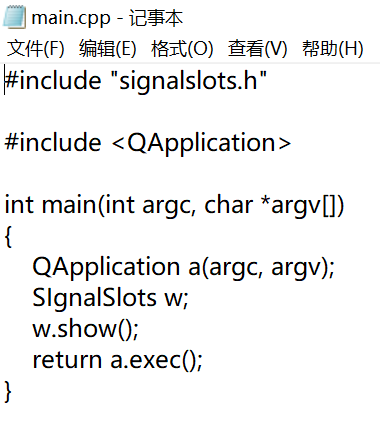 main.cpp - 记事本
文件(F) 编辑(E) 格式(O) 查看(V) 帮助(H)
#include "signalslots.h"
#include <QApplication>
int main(int argc, char *argv[])
{
QApplication a(argc, argv);
SIgnalSlots w;
w.show();
return a.exec();
}